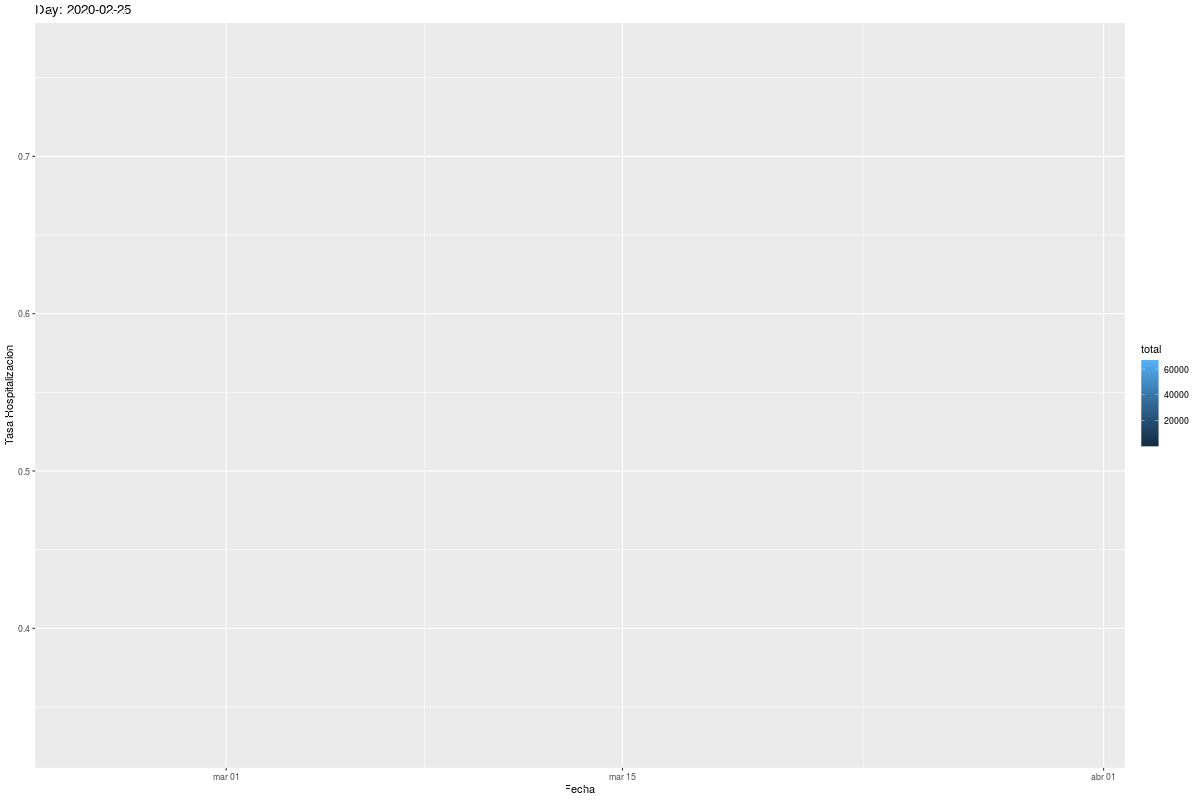 Day: 2020-02-25
0.7
0.6
0.5
0.4
Tasa Hospitalizacion
mar 01
mar 15
abr 01
Fecha
total
60000
40000
20000